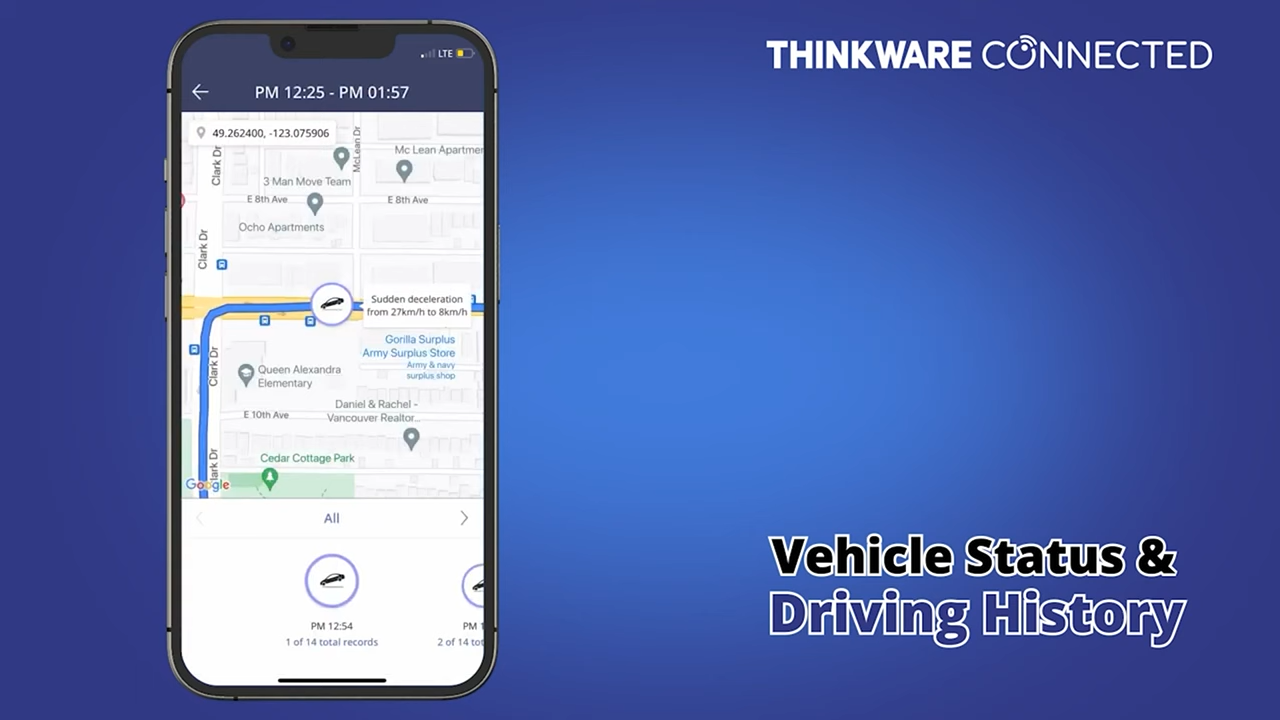 THINKWARE CONNECTED
LTE
PM 12:25 - PM 01:57
49.262400, -123.075906
Clark Dr
McLean Dr
Mc Lean Apartmer
3 Man Move Team
E 8th Ave
E 8th Ave
Ocho Apartments
Clark Dr
Sudden deceleration
from 27km/h to 8km/h
Gorilla Surplus
Army Surplus Store
Army & navy
surplus shop
Clark Dr
Queen Alexandra
Elementary
Daniel & Rachel -
Vancouver Realtor...
E 10th Ave
Cedar Cottage Park
lark Dr
Google
All
PM 12:54
PM 1
1 of 14 total records
2 of 14 tot
Vehicle Status &
Driving History